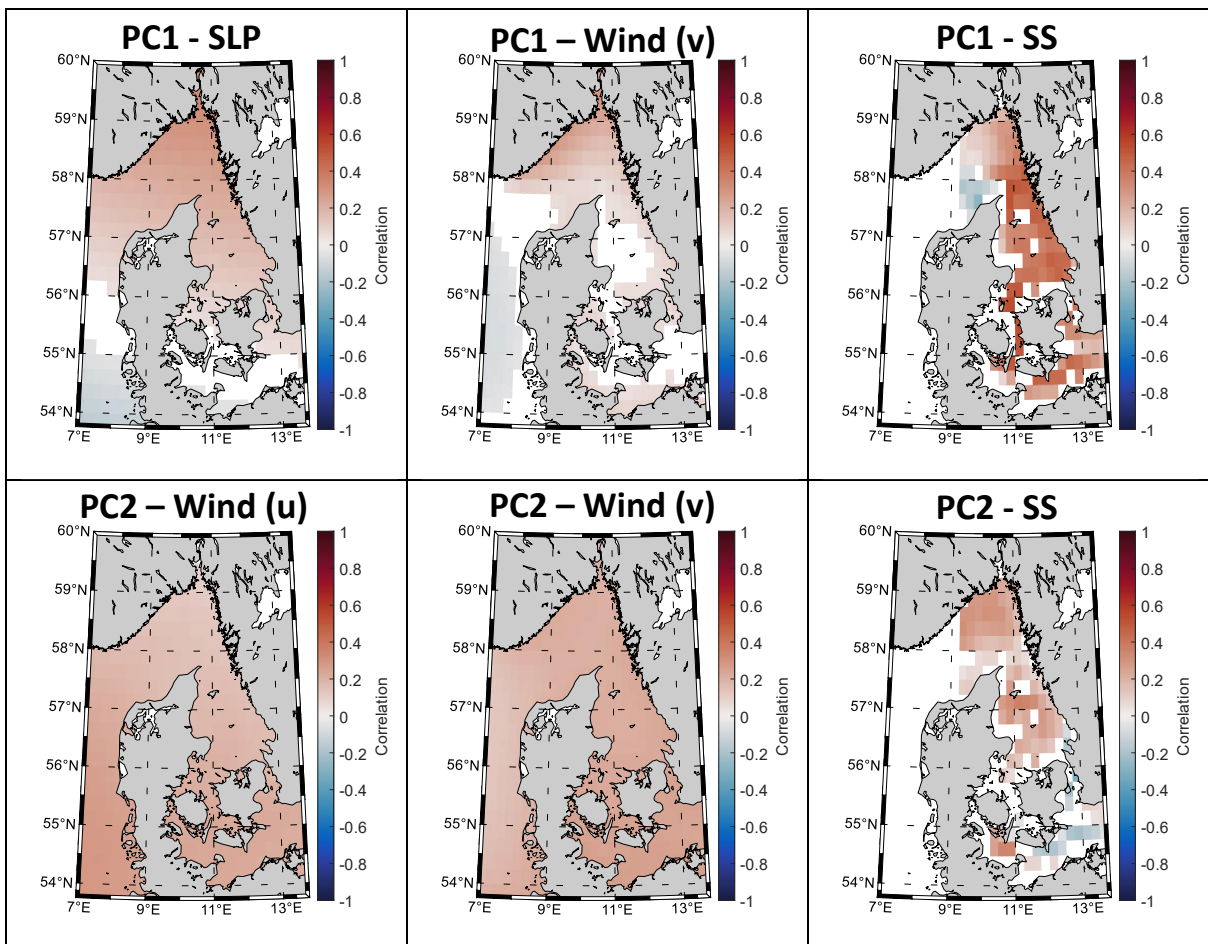 PC1 - SLP
60°N
59°N
58°N
57°N
56°N
55°N
54°N
7°E
9°E
11°E
13°E
1
0.8
0.6
0.4
0.2
0
-0.2
-0.4
-0.6
-0.8
-1
Correlation
PC1 – Wind (v)
60°N
59°N
58°N
57°N
56°N
55°N
54°N
7°E
9°E
11°E
13°E
1
0.8
0.6
0.4
0.2
0
-0.2
-0.4
-0.6
-0.8
-1
Correlation
PC1 - SS
60°N
59°N
58°N
57°N
56°N
55°N
54°N
7°E
9°E
11°E
13°E
1
0.8
0.6
0.4
0.2
0
-0.2
-0.4
-0.6
-0.8
-1
Correlation
PC2 – Wind (u)
60°N
59°N
58°N
57°N
56°N
55°N
54°N
7°E
9°E
11°E
13°E
1
0.8
0.6
0.4
0.2
0
-0.2
-0.4
-0.6
-0.8
-1
Correlation
PC2 – Wind (v)
60°N
59°N
58°N
57°N
56°N
55°N
54°N
7°E
9°E
11°E
13°E
1
0.8
0.6
0.4
0.2
0
-0.2
-0.4
-0.6
-0.8
-1
Correlation
PC2 - SS
60°N
59°N
58°N
57°N
56°N
55°N
54°N
7°E
9°E
11°E
13°E
1
0.8
0.6
0.4
0.2
0
-0.2
-0.4
-0.6
-0.8
-1
Correlation